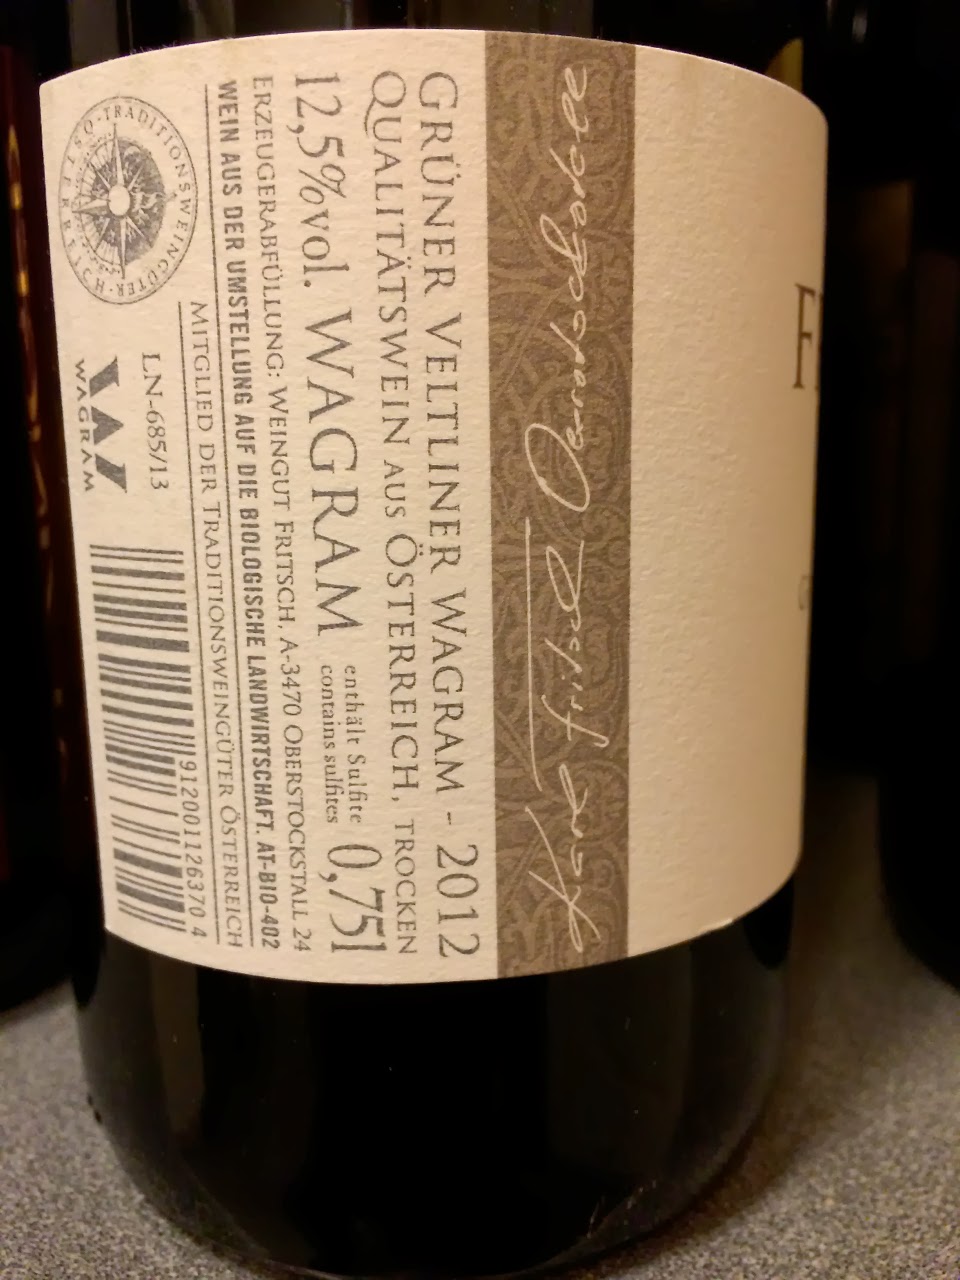 GRÜNER VELTLINER WAGRAM - 2012
QUALITÄTSWEIN AUS ÖSTERREICH, TROCKEN
12,5%vol. WAGRAM
enthält Sulfite
contains sulfites
0,75l
ERZEUGERABFÜLLUNG: WEINGUT FRITSCH, A-3470 OBERSTOCKSTALL 24
WEIN AUS DER UMSTELLUNG AUF DIE BIOLOGISCHE LANDWIRTSCHAFT. AT-BIO-402
MITGLIED DER TRADITIONSWEINGÜTER ÖSTERREICH
TRADITIONSWEINGÜTER · ÖSTERREICH
LN-685/13
WAGRAM
9120011263704
F